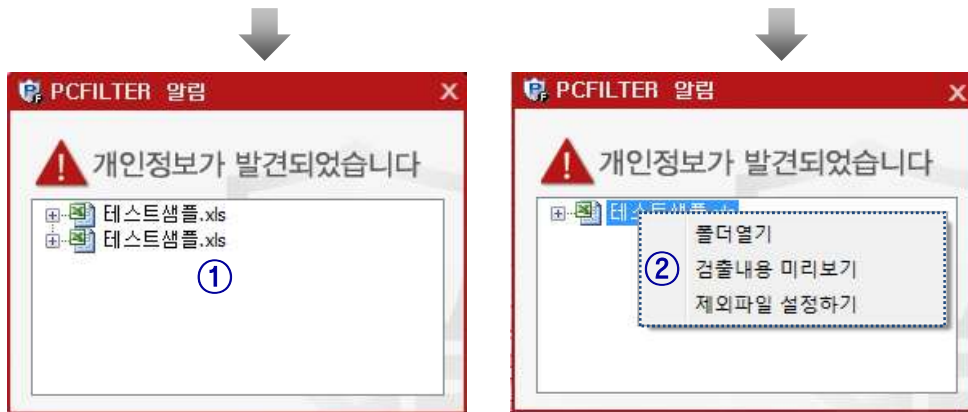 PCFILTER 알림
개인정보가 발견되었습니다
테스트샘플.xls
테스트샘플.xls
①
PCFILTER 알림
개인정보가 발견되었습니다
폴더열기
② 검출내용 미리보기
제외파일 설정하기